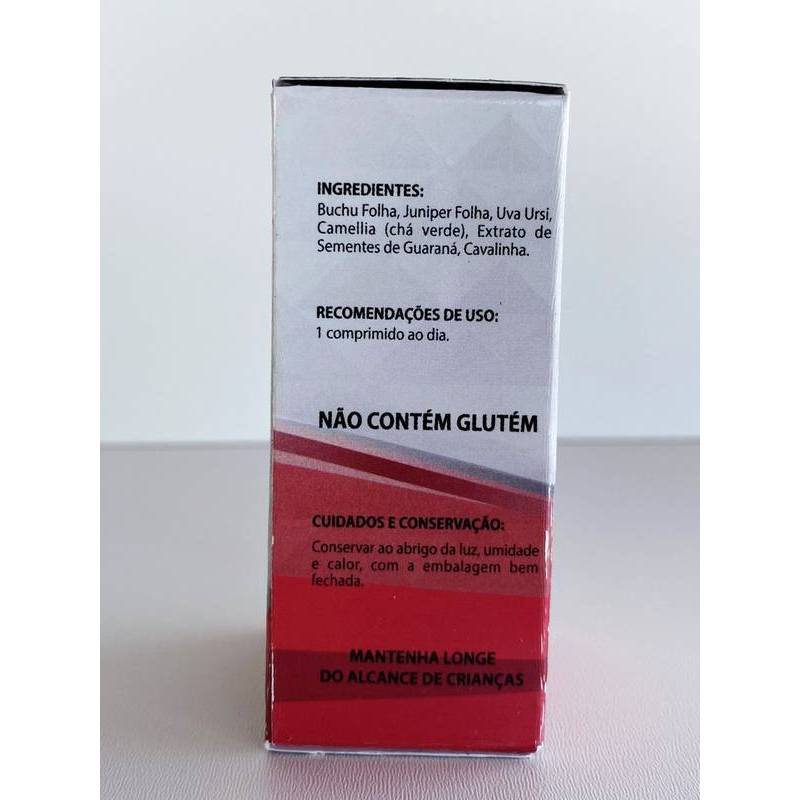 INGREDIENTES:
Buchu Folha, Juniper Folha, Uva Ursi,
Camellia (chá verde), Extrato de
Sementes de Guaraná, Cavalinha.
RECOMENDAÇÕES DE USO:
1 comprimido ao dia.
NÃO CONTÉM GLUTÉM
CUIDADOS E CONSERVAÇÃO:
Conservar ao abrigo da luz, umidade
e calor, com a embalagem bem
fechada.
MANTENHA LONGE
DO ALCANCE DE CRIANÇAS